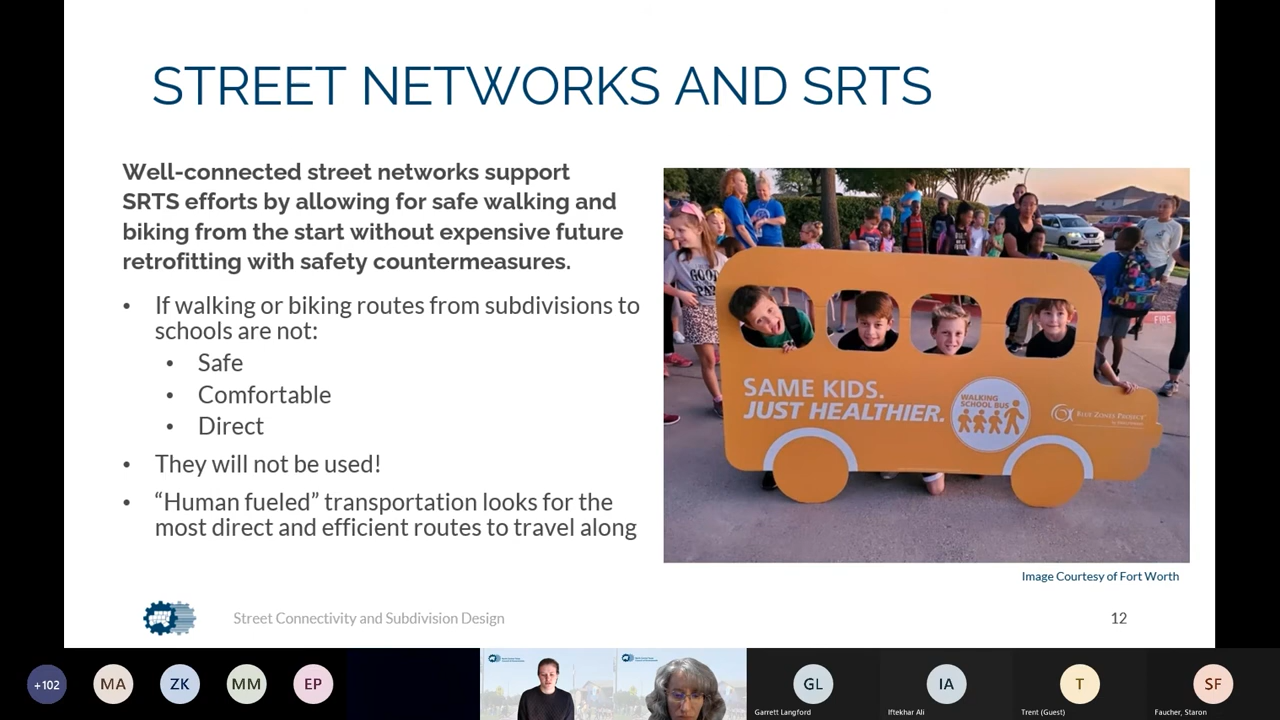 STREET NETWORKS AND SRTS
Well-connected street networks support
SRTS efforts by allowing for safe walking and
biking from the start without expensive future
retrofitting with safety countermeasures.
• If walking or biking routes from subdivisions to
schools are not:
• Safe
• Comfortable
• Direct
• They will not be used!
• “Human fueled” transportation looks for the
most direct and efficient routes to travel along
GOOD
FIRE
SAME KIDS.
JUST HEALTHIER.
WALKING
SCHOOL BUS
BLUE ZONES PROJECT
Image Courtesy of Fort Worth
Street Connectivity and Subdivision Design
12
+102
MA
ZK
MM
EP
GL
Garrett Langford
IA
Iftekhar Ali
T
Trent (Guest)
SF
Faucher, Staron